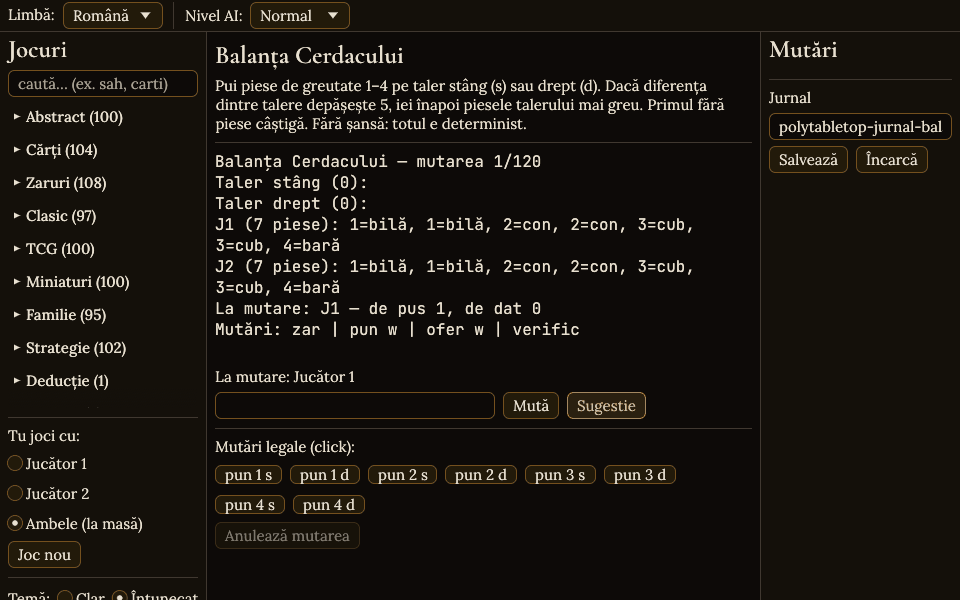 Limbă: Română ▼ Nivel AI: Normal ▼
Jocuri
caută... (ex. sah, carti)
▸ Abstract (100)
▸ Cărți (104)
▸ Zaruri (108)
▸ Clasic (97)
▸ TCG (100)
▸ Miniaturi (100)
▸ Familie (95)
▸ Strategie (102)
▸ Deducție (1)
Tu joci cu:
Jucător 1
Jucător 2
Ambele (la masă)
Joc nou
Temă: Clar Întunecat
Balanța Cerdacului
Pui piese de greutate 1–4 pe taler stâng (s) sau drept (d). Dacă diferența
dintre talere depășește 5, iei înapoi piesele talerului mai greu. Primul fără
piese câștigă. Fără șansă: totul e determinist.
Balanța Cerdacului — mutarea 1/120
Taler stâng (0):
Taler drept (0):
J1 (7 piese): 1=bilă, 1=bilă, 2=con, 2=con, 3=cub,
3=cub, 4=bară
J2 (7 piese): 1=bilă, 1=bilă, 2=con, 2=con, 3=cub,
3=cub, 4=bară
La mutare: J1 — de pus 1, de dat 0
Mutări: zar | pun w | ofer w | verific
La mutare: Jucător 1
Mută Sugestie
Mutări legale (click):
pun 1 s pun 1 d pun 2 s pun 2 d pun 3 s pun 3 d
pun 4 s pun 4 d
Anulează mutarea
Mutări
Jurnal
polytabletop-jurnal-bal
Salvează Încarcă